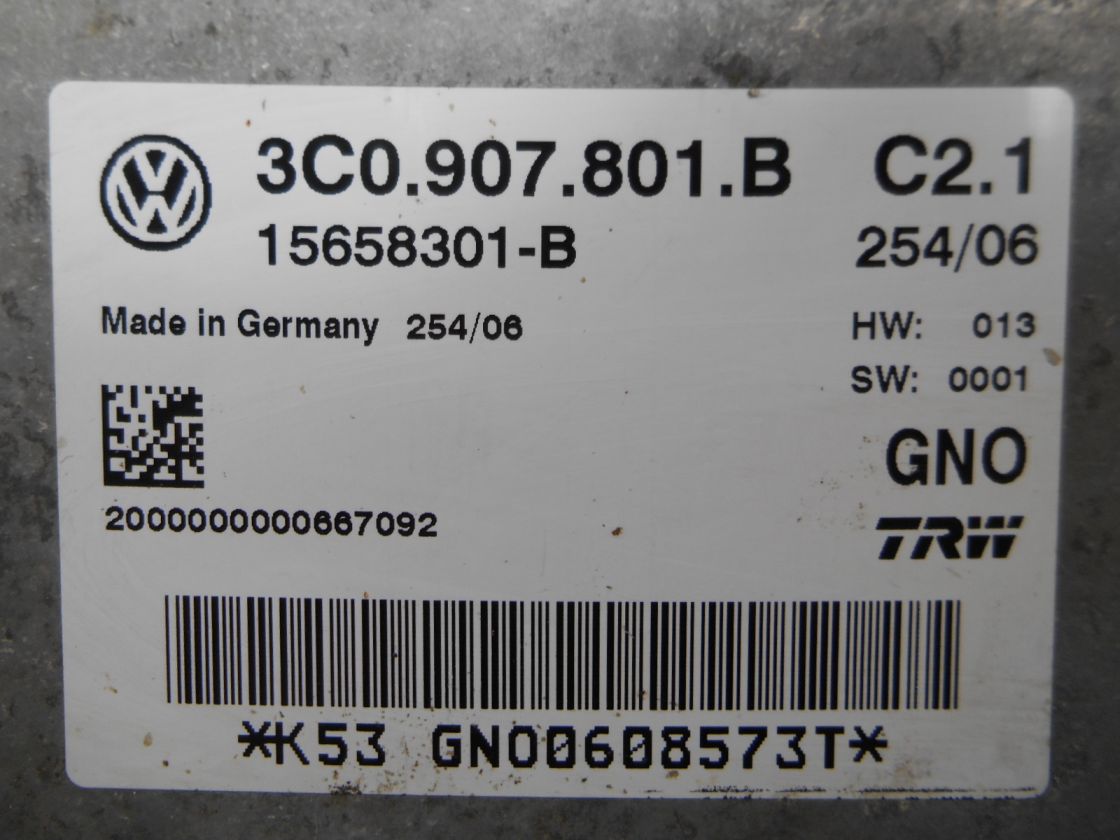 3C0.907.801.B C2.1
15658301-B 254/06
Made in Germany 254/06
HW: 013
SW: 0001
GNO
2000000000667092
TRW
*K53 GNO0608573T*